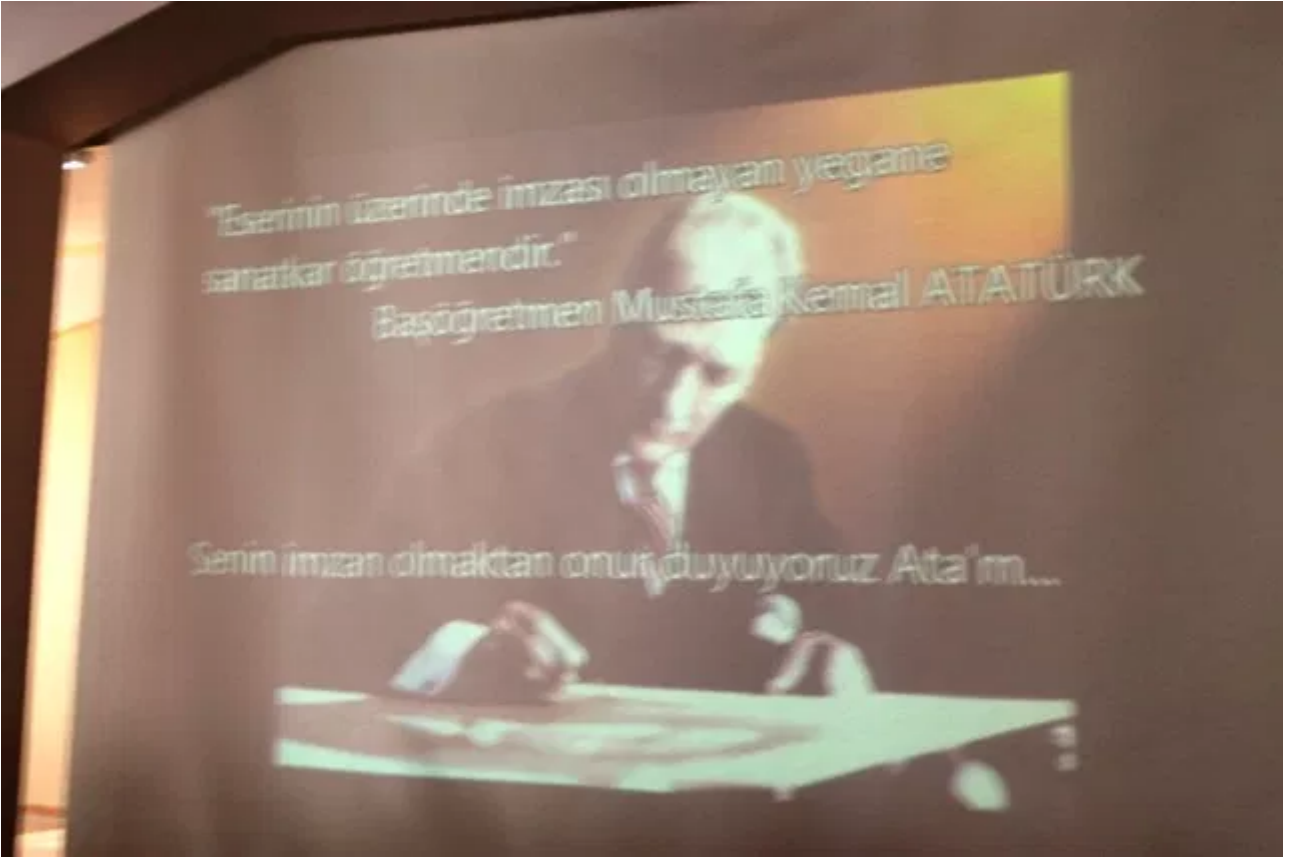 "Eserinin üzerinde imzası olmayan yegane
sanatkar öğretmendir."
Başöğretmen Mustafa Kemal ATATÜRK
Senin imzan olmaktan onur duyuyoruz Ata'm....